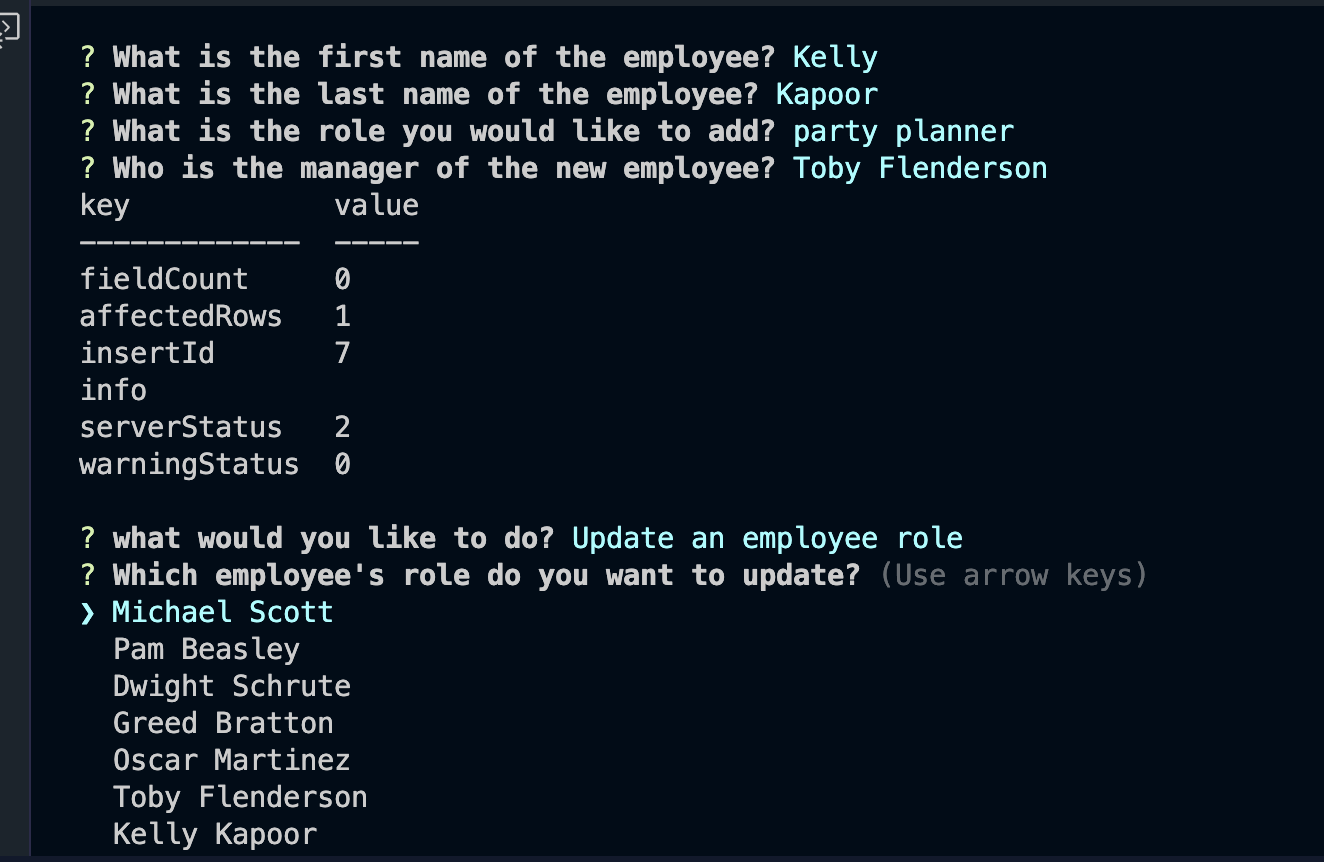 ? What is the first name of the employee? Kelly
? What is the last name of the employee? Kapoor
? What is the role you would like to add? party planner
? Who is the manager of the new employee? Toby Flenderson
key            value
-------------  -----
fieldCount     0
affectedRows   1
insertId       7
info
serverStatus   2
warningStatus  0
? what would you like to do? Update an employee role
? Which employee's role do you want to update? (Use arrow keys)
❯ Michael Scott
Pam Beasley
Dwight Schrute
Greed Bratton
Oscar Martinez
Toby Flenderson
Kelly Kapoor